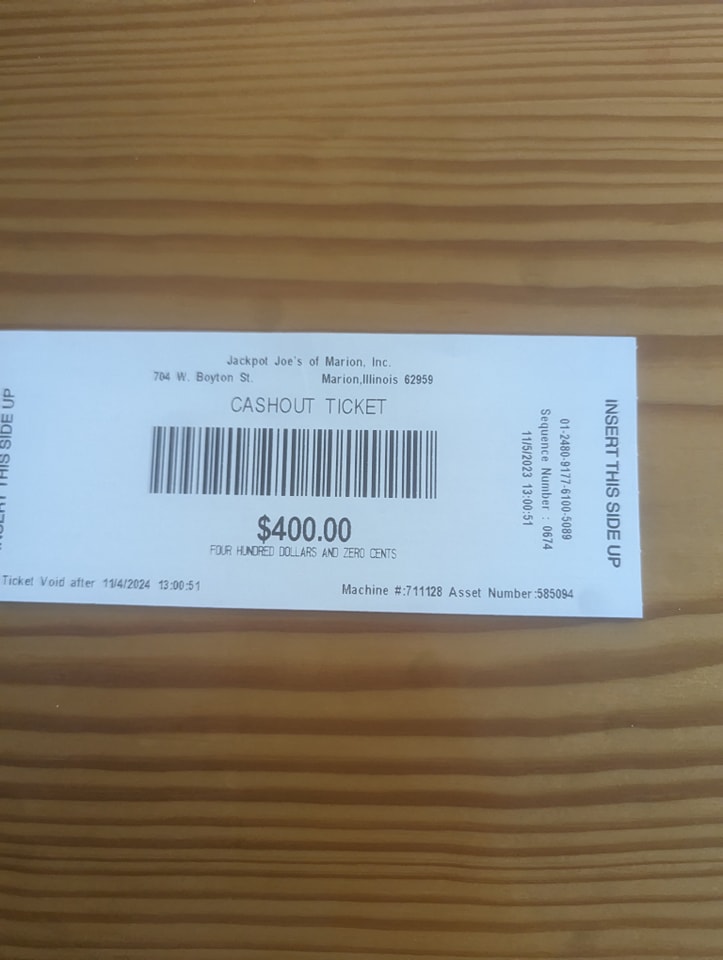 Jackpot Joe's of Marion, Inc.
704 W. Boyton St. Marion,Illinois 62959
CASHOUT TICKET
$400.00
FOUR HUNDRED DOLLARS AND ZERO CENTS
Ticket Void after 11/4/2024 13:00:51
Machine #:711128 Asset Number:585094
INSERT THIS SIDE UP
01-2480-9177-6100-5089
Sequence Number : 0674
11/5/2023 13:00:51
THIS SIDE UP